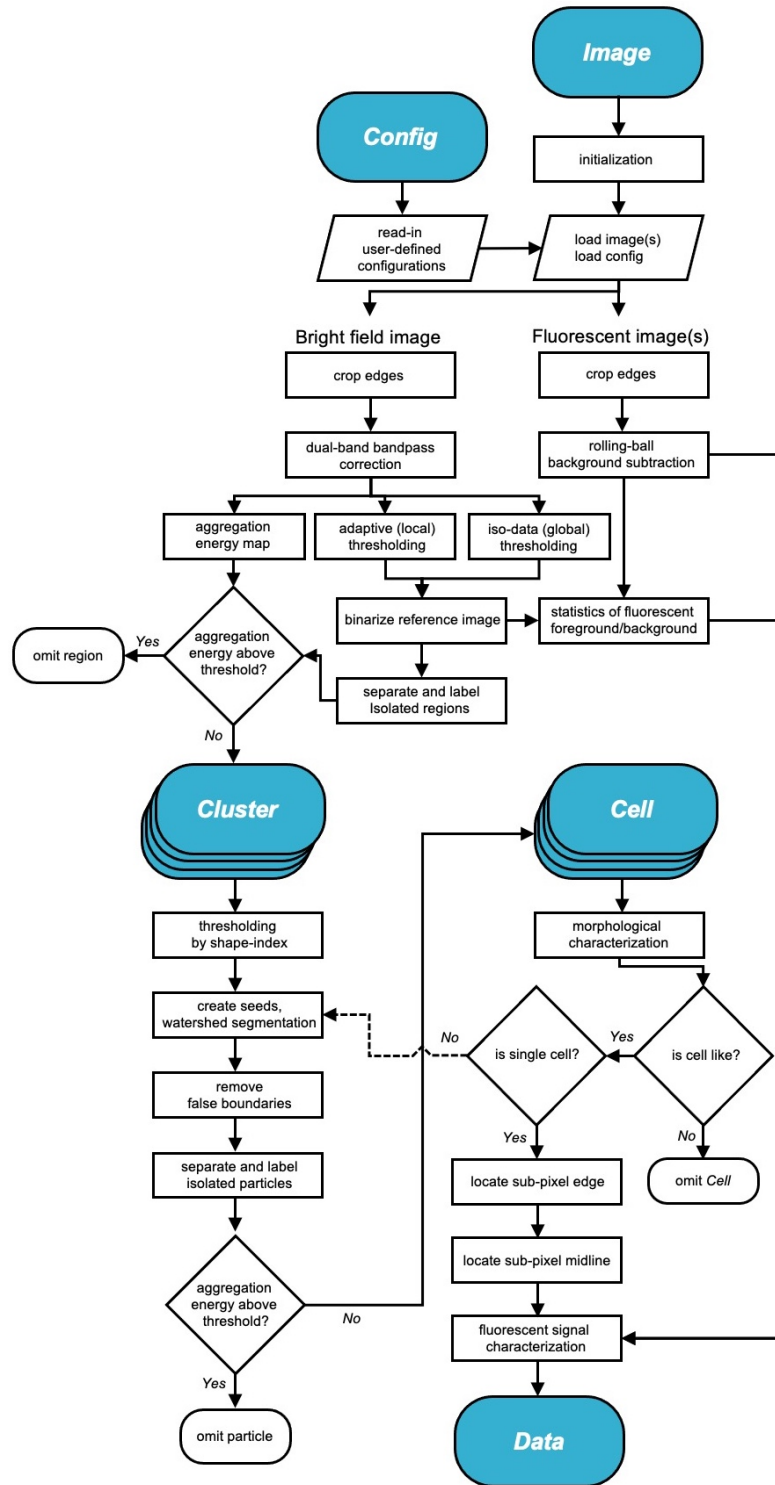 Image
Config
initialization
read-in
user-defined
configurations
load image(s)
load config
Bright field image
Fluorescent image(s)
crop edges
crop edges
dual-band bandpass
correction
rolling-ball
background subtraction
aggregation
energy map
adaptive (local)
thresholding
iso-data (global)
thresholding
binarize reference image
statistics of fluorescent
foreground/background
omit region
Yes
aggregation
energy above
threshold?
separate and label
Isolated regions
No
Cluster
Cell
thresholding
by shape-index
morphological
characterization
create seeds,
watershed segmentation
No
is single cell?
Yes
is cell like?
remove
false boundaries
Yes
No
separate and label
isolated particles
locate sub-pixel edge
omit Cell
locate sub-pixel midline
aggregation
energy above
threshold?
No
fluorescent signal
characterization
Yes
omit particle
Data